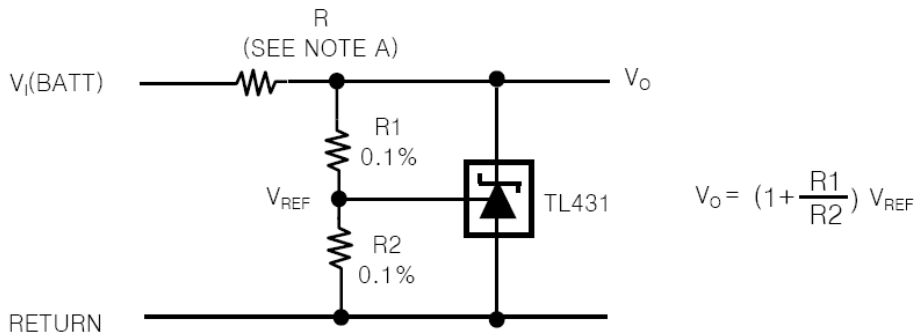 R
(SEE NOTE A)
V_I(BATT)
V_O
R1
0.1%
V_REF
TL431
V_O = (1+ R1/R2) V_REF
R2
0.1%
RETURN